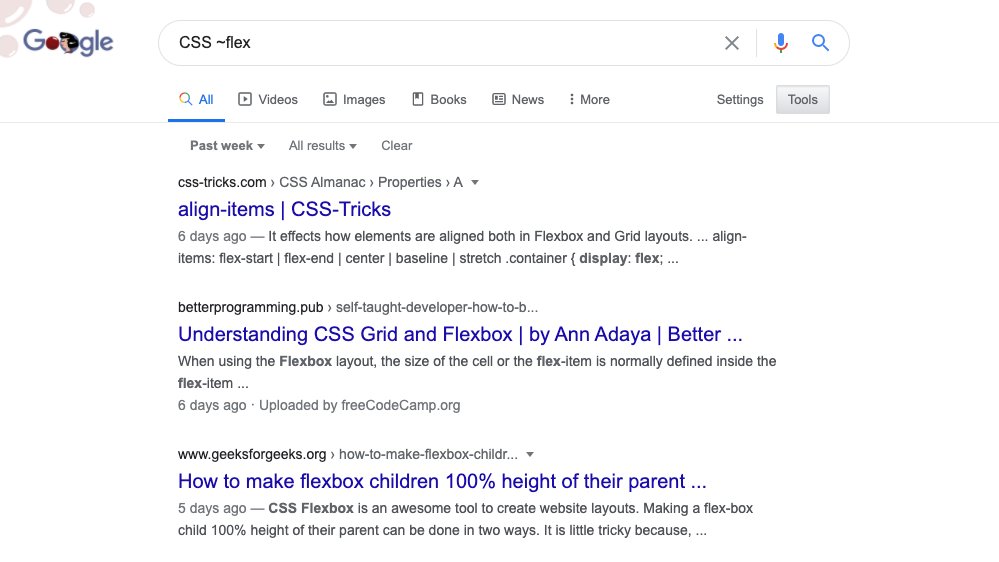 Google
CSS ~flex
All Videos Images Books News More Settings Tools
Past week All results Clear
css-tricks.com › CSS Almanac › Properties › A
align-items | CSS-Tricks
6 days ago — It effects how elements are aligned both in Flexbox and Grid layouts. ... align-
items: flex-start | flex-end | center | baseline | stretch .container { display: flex; ...
betterprogramming.pub › self-taught-developer-how-to-b...
Understanding CSS Grid and Flexbox | by Ann Adaya | Better ...
When using the Flexbox layout, the size of the cell or the flex-item is normally defined inside the
flex-item ...
6 days ago · Uploaded by freeCodeCamp.org
www.geeksforgeeks.org › how-to-make-flexbox-childr...
How to make flexbox children 100% height of their parent ...
5 days ago — CSS Flexbox is an awesome tool to create website layouts. Making a flex-box
child 100% height of their parent can be done in two ways. It is little tricky because, ...